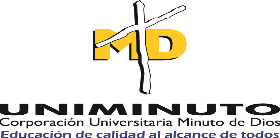 MD
UNIMINUTO
Corporación Universitaria Minuto de Dios
Educación de calidad al alcance de todos